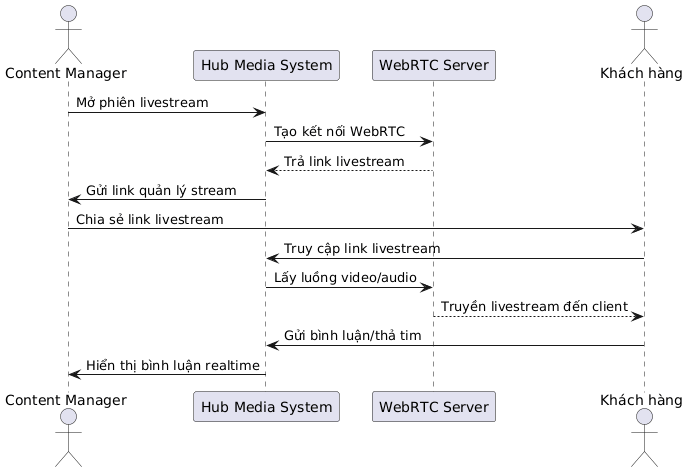 Content Manager
Hub Media System
WebRTC Server
Khách hàng
Mở phiên livestream
Tạo kết nối WebRTC
Trả link livestream
Gửi link quản lý stream
Chia sẻ link livestream
Truy cập link livestream
Lấy luồng video/audio
Truyền livestream đến client
Gửi bình luận/thả tim
Hiển thị bình luận realtime
Content Manager
Hub Media System
WebRTC Server
Khách hàng